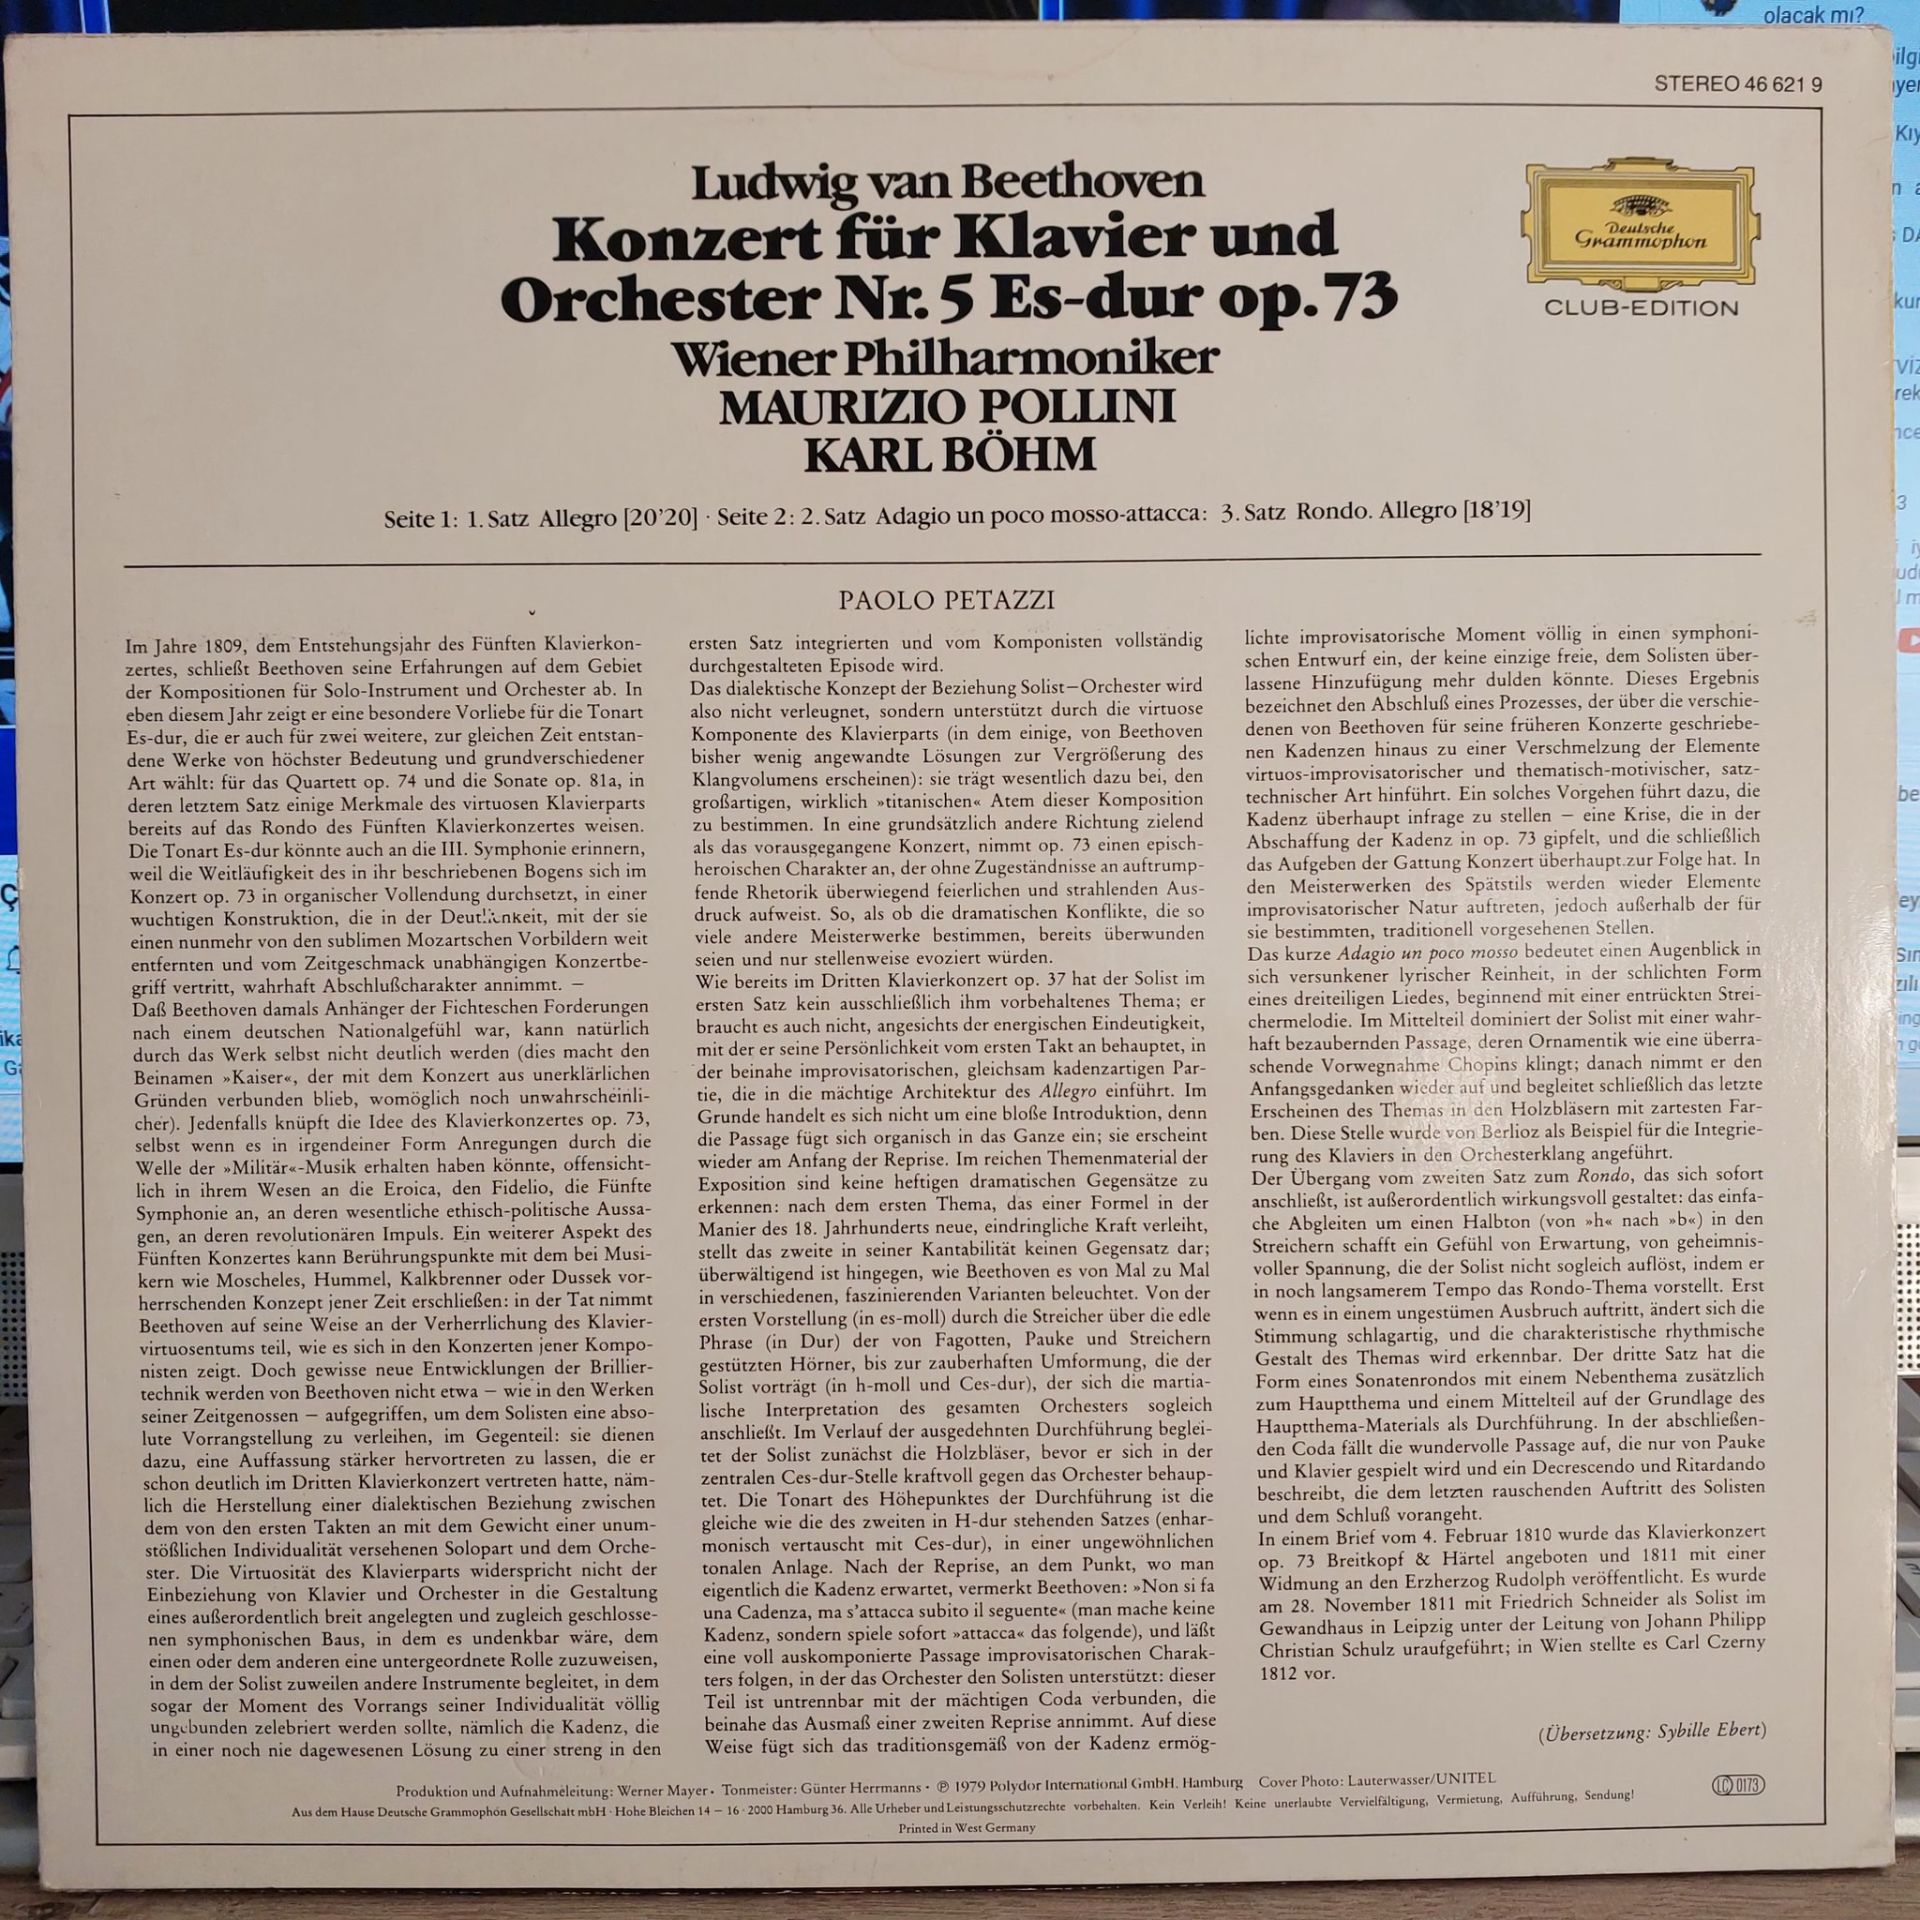 olacak mı?
STEREO 46 621 9
Ludwig van Beethoven
Konzert für Klavier und
Orchester Nr. 5 Es-dur op. 73
Wiener Philharmoniker
MAURIZIO POLLINI
KARL BÖHM
Deutsche
Grammophon
CLUB-EDITION
Seite 1: 1. Satz Allegro [20’20] · Seite 2: 2. Satz Adagio un poco mosso-attacca: 3. Satz Rondo. Allegro [18’19]
PAOLO PETAZZI
Im Jahre 1809, dem Entstehungsjahr des Fünften Klavierkon-
zertes, schließt Beethoven seine Erfahrungen auf dem Gebiet
der Kompositionen für Solo-Instrument und Orchester ab. In
eben diesem Jahr zeigt er eine besondere Vorliebe für die Tonart
Es-dur, die er auch für zwei weitere, zur gleichen Zeit entstan-
dene Werke von höchster Bedeutung und grundverschiedener
Art wählt: für das Quartett op. 74 und die Sonate op. 81a, in
deren letztem Satz einige Merkmale des virtuosen Klavierparts
bereits auf das Rondo des Fünften Klavierkonzertes weisen.
Die Tonart Es-dur könnte auch an die III. Symphonie erinnern,
weil die Weitläufigkeit des in ihr beschriebenen Bogens sich im
Konzert op. 73 in organischer Vollendung durchsetzt, in einer
wuchtigen Konstruktion, die in der Deutlichkeit, mit der sie
einen nunmehr von den sublimen Mozartschen Vorbildern weit
entfernten und vom Zeitgeschmack unabhängigen Konzertbe-
griff vertritt, wahrhaft Abschlußcharakter annimmt. –
Daß Beethoven damals Anhänger der Fichteschen Forderungen
nach einem deutschen Nationalgefühl war, kann natürlich
durch das Werk selbst nicht deutlich werden (dies macht den
Beinamen »Kaiser«, der mit dem Konzert aus unerklärlichen
Gründen verbunden blieb, womöglich noch unwahrscheinli-
cher). Jedenfalls knüpft die Idee des Klavierkonzertes op. 73,
selbst wenn es in irgendeiner Form Anregungen durch die
Welle der »Militär«-Musik erhalten haben könnte, offensicht-
lich in ihrem Wesen an die Eroica, den Fidelio, die Fünfte
Symphonie an, an deren wesentliche ethisch-politische Aussa-
gen, an deren revolutionären Impuls. Ein weiterer Aspekt des
Fünften Konzertes kann Berührungspunkte mit dem bei Musi-
kern wie Moscheles, Hummel, Kalkbrenner oder Dussek vor-
herrschenden Konzept jener Zeit erschließen: in der Tat nimmt
Beethoven auf seine Weise an der Verherrlichung des Klavier-
virtuosentums teil, wie es sich in den Konzerten jener Kompo-
nisten zeigt. Doch gewisse neue Entwicklungen der Brillier-
technik werden von Beethoven nicht etwa – wie in den Werken
seiner Zeitgenossen – aufgegriffen, um dem Solisten eine abso-
lute Vorrangstellung zu verleihen, im Gegenteil: sie dienen
dazu, eine Auffassung stärker hervortreten zu lassen, die er
schon deutlich im Dritten Klavierkonzert vertreten hatte, näm-
lich die Herstellung einer dialektischen Beziehung zwischen
dem von den ersten Takten an mit dem Gewicht einer unum-
stößlichen Individualität versehenen Solopart und dem Orche-
ster. Die Virtuosität des Klavierparts widerspricht nicht der
Einbeziehung von Klavier und Orchester in die Gestaltung
eines außerordentlich breit angelegten und zugleich geschlosse-
nen symphonischen Baus, in dem es undenkbar wäre, dem
einen oder dem anderen eine untergeordnete Rolle zuzuweisen,
in dem der Solist zuweilen andere Instrumente begleitet, in dem
sogar der Moment des Vorrangs seiner Individualität völlig
ungebunden zelebriert werden sollte, nämlich die Kadenz, die
in einer noch nie dagewesenen Lösung zu einer streng in den
ersten Satz integrierten und vom Komponisten vollständig
durchgestalteten Episode wird.
Das dialektische Konzept der Beziehung Solist–Orchester wird
also nicht verleugnet, sondern unterstützt durch die virtuose
Komponente des Klavierparts (in dem einige, von Beethoven
bisher wenig angewandte Lösungen zur Vergrößerung des
Klangvolumens erscheinen): sie trägt wesentlich dazu bei, den
großartigen, wirklich »titanischen« Atem dieser Komposition
zu bestimmen. In eine grundsätzlich andere Richtung zielend
als das vorausgegangene Konzert, nimmt op. 73 einen episch-
heroischen Charakter an, der ohne Zugeständnisse an auftrump-
fende Rhetorik überwiegend feierlichen und strahlenden Aus-
druck aufweist. So, als ob die dramatischen Konflikte, die so
viele andere Meisterwerke bestimmen, bereits überwunden
seien und nur stellenweise evoziert würden.
Wie bereits im Dritten Klavierkonzert op. 37 hat der Solist im
ersten Satz kein ausschließlich ihm vorbehaltenes Thema; er
braucht es auch nicht, angesichts der energischen Eindeutigkeit,
mit der er seine Persönlichkeit vom ersten Takt an behauptet, in
der beinahe improvisatorischen, gleichsam kadenzartigen Par-
tie, die in die mächtige Architektur des Allegro einführt. Im
Grunde handelt es sich nicht um eine bloße Introduktion, denn
die Passage fügt sich organisch in das Ganze ein; sie erscheint
wieder am Anfang der Reprise. Im reichen Themenmaterial der
Exposition sind keine heftigen dramatischen Gegensätze zu
erkennen: nach dem ersten Thema, das einer Formel in der
Manier des 18. Jahrhunderts neue, eindringliche Kraft verleiht,
stellt das zweite in seiner Kantabilität keinen Gegensatz dar;
überwältigend ist hingegen, wie Beethoven es von Mal zu Mal
in verschiedenen, faszinierenden Varianten beleuchtet. Von der
ersten Vorstellung (in es-moll) durch die Streicher über die edle
Phrase (in Dur) der von Fagotten, Pauke und Streichern
gestützten Hörner, bis zur zauberhaften Umformung, die der
Solist vorträgt (in h-moll und Ces-dur), der sich die martia-
lische Interpretation des gesamten Orchesters sogleich
anschließt. Im Verlauf der ausgedehnten Durchführung beglei-
tet der Solist zunächst die Holzbläser, bevor er sich in der
zentralen Ces-dur-Stelle kraftvoll gegen das Orchester behaup-
tet. Die Tonart des Höhepunktes der Durchführung ist die
gleiche wie die des zweiten in H-dur stehenden Satzes (enhar-
monisch vertauscht mit Ces-dur), in einer ungewöhnlichen
tonalen Anlage. Nach der Reprise, an dem Punkt, wo man
eigentlich die Kadenz erwartet, vermerkt Beethoven: »Non si fa
una Cadenza, ma s’attacca subito il seguente« (man mache keine
Kadenz, sondern spiele sofort »attacca« das folgende), und läßt
eine voll auskomponierte Passage improvisatorischen Charak-
ters folgen, in der das Orchester den Solisten unterstützt: dieser
Teil ist untrennbar mit der mächtigen Coda verbunden, die
beinahe das Ausmaß einer zweiten Reprise annimmt. Auf diese
Weise fügt sich das traditionsgemäß von der Kadenz ermög-
lichte improvisatorische Moment völlig in einen symphoni-
schen Entwurf ein, der keine einzige freie, dem Solisten über-
lassene Hinzufügung mehr dulden könnte. Dieses Ergebnis
bezeichnet den Abschluß eines Prozesses, der über die verschie-
denen von Beethoven für seine früheren Konzerte geschriebe-
nen Kadenzen hinaus zu einer Verschmelzung der Elemente
virtuos-improvisatorischer und thematisch-motivischer, satz-
technischer Art hinführt. Ein solches Vorgehen führt dazu, die
Kadenz überhaupt infrage zu stellen – eine Krise, die in der
Abschaffung der Kadenz in op. 73 gipfelt, und die schließlich
das Aufgeben der Gattung Konzert überhaupt zur Folge hat. In
den Meisterwerken des Spätstils werden wieder Elemente
improvisatorischer Natur auftreten, jedoch außerhalb der für
sie bestimmten, traditionell vorgesehenen Stellen.
Das kurze Adagio un poco mosso bedeutet einen Augenblick in
sich versunkener lyrischer Reinheit, in der schlichten Form
eines dreiteiligen Liedes, beginnend mit einer entrückten Strei-
chermelodie. Im Mittelteil dominiert der Solist mit einer wahr-
haft bezaubernden Passage, deren Ornamentik wie eine überra-
schende Vorwegnahme Chopins klingt; danach nimmt er den
Anfangsgedanken wieder auf und begleitet schließlich das letzte
Erscheinen des Themas in den Holzbläsern mit zartesten Far-
ben. Diese Stelle wurde von Berlioz als Beispiel für die Integrie-
rung des Klaviers in den Orchesterklang angeführt.
Der Übergang vom zweiten Satz zum Rondo, das sich sofort
anschließt, ist außerordentlich wirkungsvoll gestaltet: das einfa-
che Abgleiten um einen Halbton (von »h« nach »b«) in den
Streichern schafft ein Gefühl von Erwartung, von geheimnis-
voller Spannung, die der Solist nicht sogleich auflöst, indem er
in noch langsamerem Tempo das Rondo-Thema vorstellt. Erst
wenn es in einem ungestümen Ausbruch auftritt, ändert sich die
Stimmung schlagartig, und die charakteristische rhythmische
Gestalt des Themas wird erkennbar. Der dritte Satz hat die
Form eines Sonatenrondos mit einem Nebenthema zusätzlich
zum Hauptthema und einem Mittelteil auf der Grundlage des
Hauptthema-Materials als Durchführung. In der abschließen-
den Coda fällt die wundervolle Passage auf, die nur von Pauke
und Klavier gespielt wird und ein Decrescendo und Ritardando
beschreibt, die dem letzten rauschenden Auftritt des Solisten
und dem Schluß vorangeht.
In einem Brief vom 4. Februar 1810 wurde das Klavierkonzert
op. 73 Breitkopf & Härtel angeboten und 1811 mit einer
Widmung an den Erzherzog Rudolph veröffentlicht. Es wurde
am 28. November 1811 mit Friedrich Schneider als Solist im
Gewandhaus in Leipzig unter der Leitung von Johann Philipp
Christian Schulz uraufgeführt; in Wien stellte es Carl Czerny
1812 vor.
(Übersetzung: Sybille Ebert)
Produktion und Aufnahmeleitung: Werner Mayer · Tonmeister: Günter Herrmanns · ℗ 1979 Polydor International GmbH. Hamburg Cover Photo: Lauterwasser/UNITEL
LC 0173
Aus dem Hause Deutsche Grammophon Gesellschaft mbH · Hohe Bleichen 14 – 16 · 2000 Hamburg 36. Alle Urheber und Leistungsschutzrechte vorbehalten. Kein Verleih! Keine unerlaubte Vervielfältigung, Vermietung, Aufführung, Sendung!
Printed in West Germany